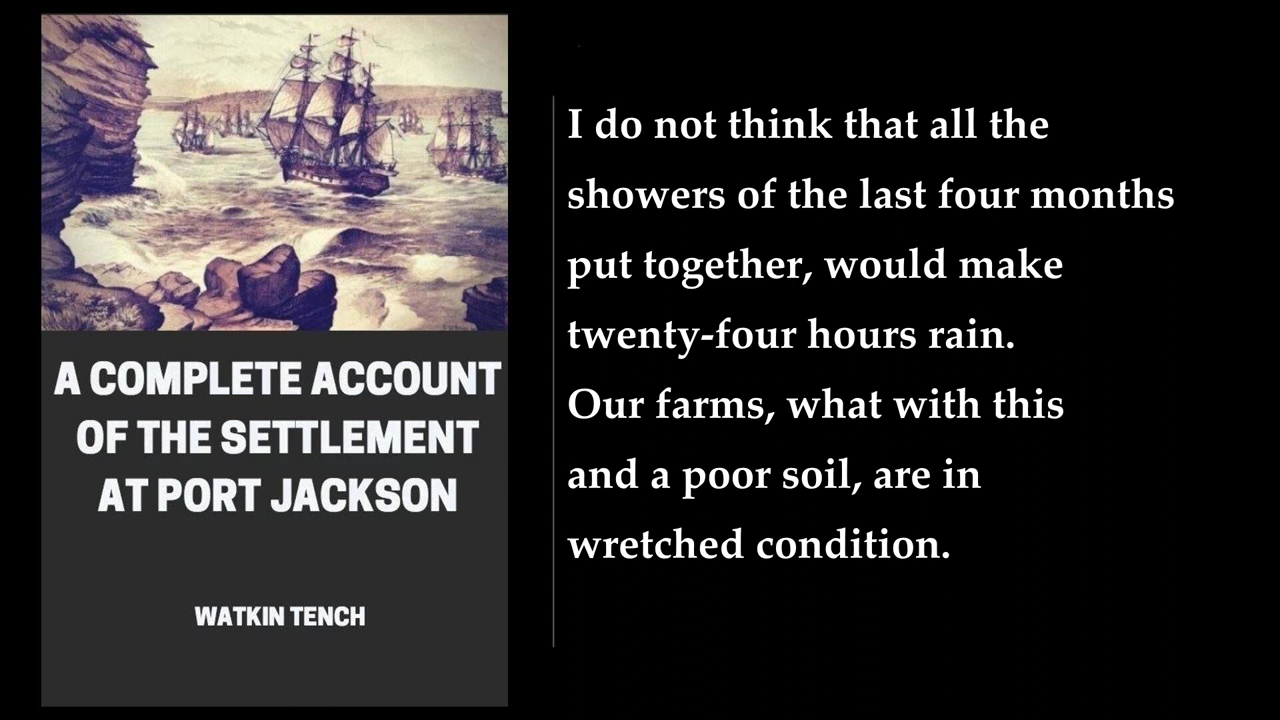 A COMPLETE ACCOUNT
OF THE SETTLEMENT
AT PORT JACKSON
WATKIN TENCH
I do not think that all the
showers of the last four months
put together, would make
twenty-four hours rain.
Our farms, what with this
and a poor soil, are in
wretched condition.